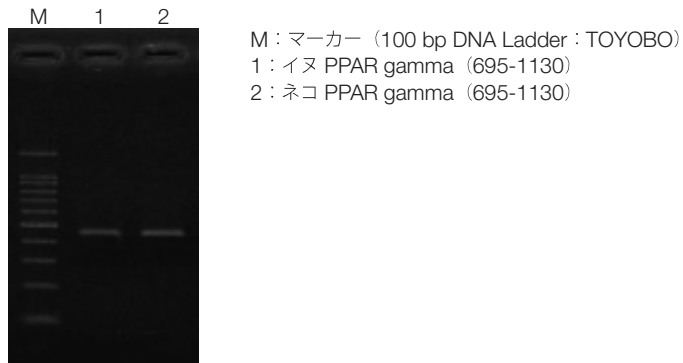 M 1 2
M：マーカー（100 bp DNA Ladder：TOYOBO）
1：イヌ PPAR gamma（695-1130）
2：ネコ PPAR gamma（695-1130）